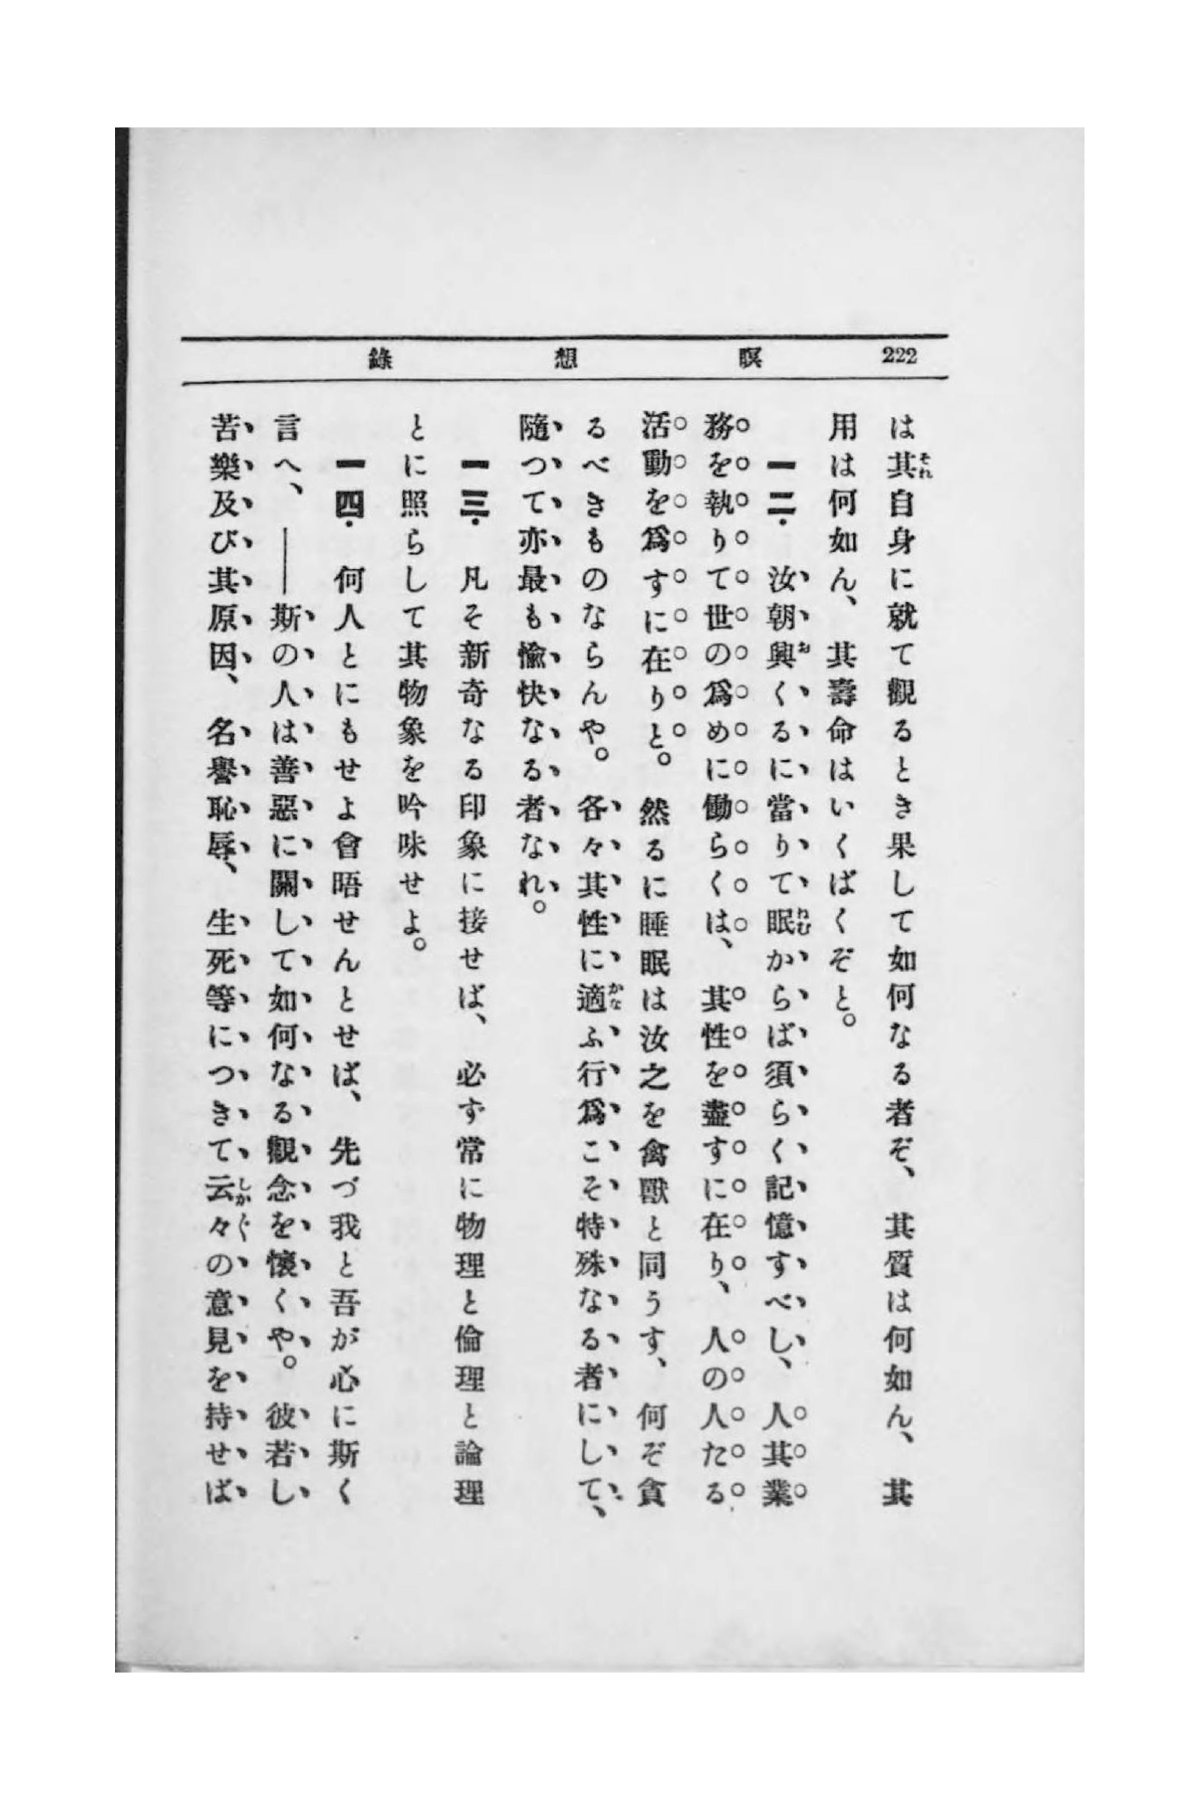 222 瞑想錄
は其自身に就て觀るとき果して如何なる者ぞ、其質は何如ん、其
用は何如ん、其壽命はいくばくぞと。
一二. 汝朝興くるに當りて眠からば須らく記憶すべし、人其業
務を執りて世の爲めに働らくは、其性を盡すに在り、人の人たる
活動を爲すに在りと。然るに睡眠は汝之を禽獸と同うす、何ぞ貪
るべきものならんや。各々其性に適ふ行爲こそ特殊なる者にして、
隨つて亦最も愉快なる者なれ。
一三. 凡そ新奇なる印象に接せば、必ず常に物理と倫理と論理
とに照らして其物象を吟味せよ。
一四. 何人とにもせよ會晤せんとせば、先づ我と吾が心に斯く
言へ、――斯の人は善惡に關して如何なる觀念を懷くや。彼若し
苦樂及び其原因、名譽恥辱、生死等につきて云々の意見を持せば